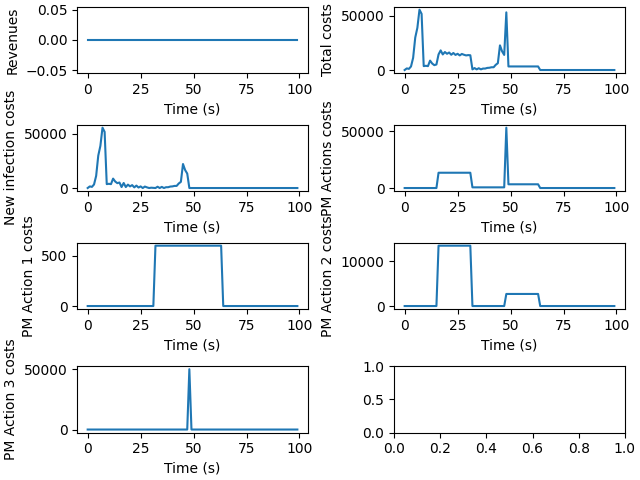 Revenues
0.05
0.00
−0.05
0 25 50 75 100
Time (s)
Total costs
50000
0
0 25 50 75 100
Time (s)
New infection costs
50000
0
0 25 50 75 100
Time (s)
PM Actions costs
50000
0
0 25 50 75 100
Time (s)
PM Action 1 costs
500
0
0 25 50 75 100
Time (s)
PM Action 2 costs
10000
0
0 25 50 75 100
Time (s)
PM Action 3 costs
50000
0
0 25 50 75 100
Time (s)
1.0
0.5
0.0
0.0 0.2 0.4 0.6 0.8 1.0